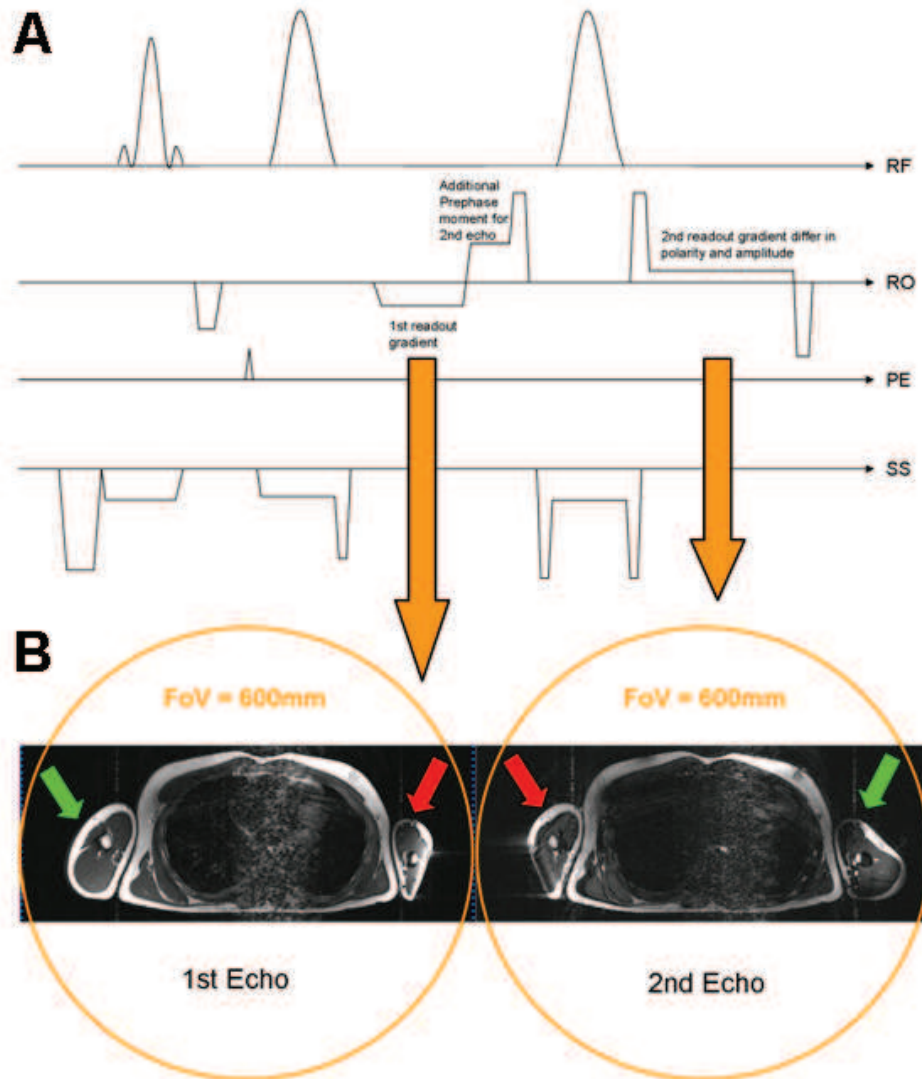 A
RF
Additional
Prephase
moment for
2nd echo
2nd readout gradient differ in
polarity and amplitude
RO
1st readout
gradient
PE
SS
B
FoV = 600mm
FoV = 600mm
1st Echo
2nd Echo